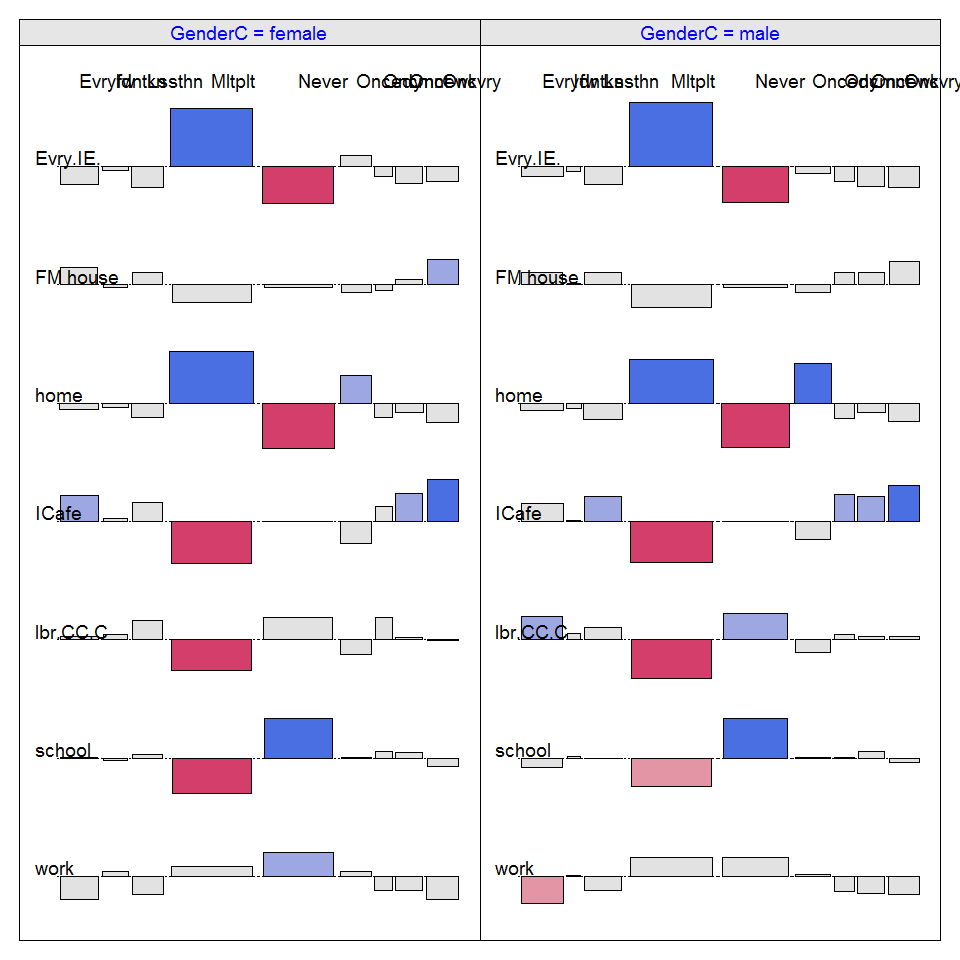 GenderC = female
GenderC = male
Mltplt Never
Mltplt Never
Evry.IE.
Evry.IE.
FM house
FM house
home
home
ICafe
ICafe
lbr.CC.C
lbr.CC.C
school
school
work
work